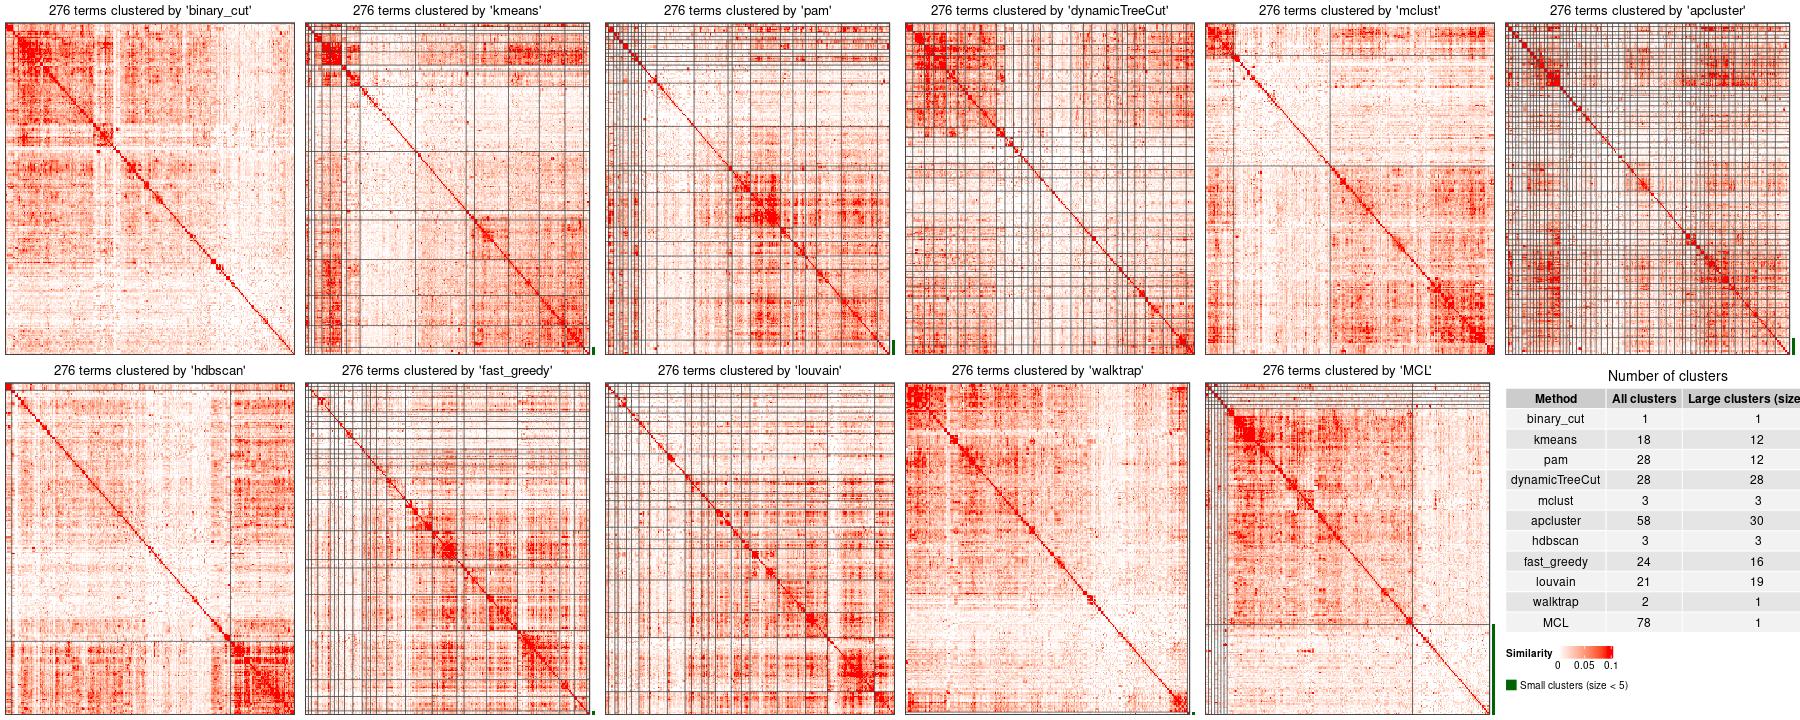 276 terms clustered by 'binary_cut'
276 terms clustered by 'kmeans'
276 terms clustered by 'pam'
276 terms clustered by 'dynamicTreeCut'
276 terms clustered by 'mclust'
276 terms clustered by 'apcluster'
276 terms clustered by 'hdbscan'
276 terms clustered by 'fast_greedy'
276 terms clustered by 'louvain'
276 terms clustered by 'walktrap'
276 terms clustered by 'MCL'
Number of clusters
Method All clusters Large clusters (size
binary_cut 1 1
kmeans 18 12
pam 28 12
dynamicTreeCut 28 28
mclust 3 3
apcluster 58 30
hdbscan 3 3
fast_greedy 24 16
louvain 21 19
walktrap 2 1
MCL 78 1
Similarity
0 0.05 0.1
Small clusters (size < 5)